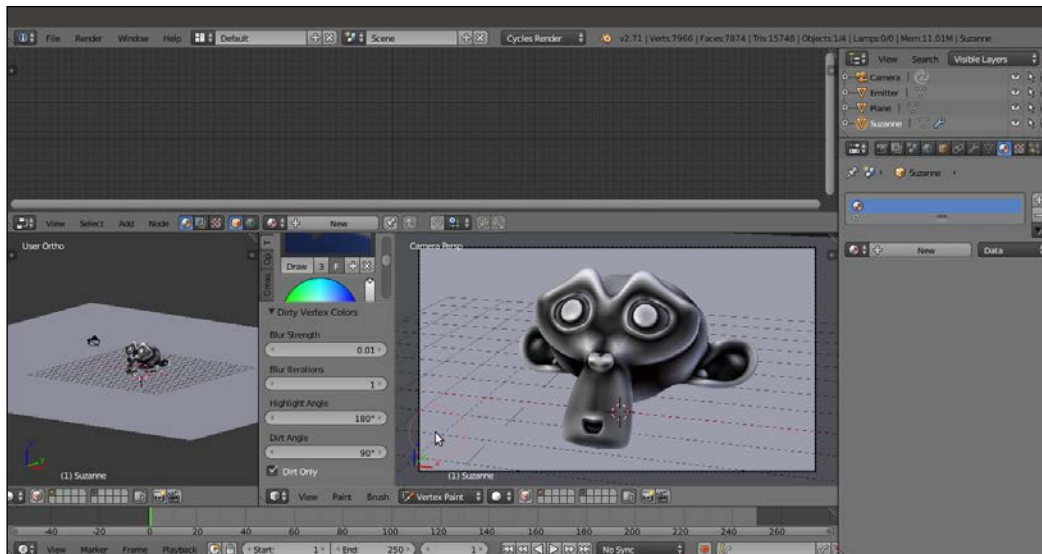 File Render Window Help Default Scene Cycles Render v2.71 | Verts:7966 | Faces:7874 | Tris:15748 | Objects:1/4 | Lamps:0/0 | Mem:11.01M | Suzanne
View Search Visible Layers
Camera
Emitter
Plane
Suzanne
Suzanne
View Select Add Node New
New Data
User Ortho
(1) Suzanne
Draw 3 F
Dirty Vertex Colors
Blur Strength
0.01
Blur Iterations
1
Highlight Angle
180°
Dirt Angle
90°
Dirt Only
Camera Persp
(1) Suzanne
View Paint Brush Vertex Paint
-40 -20 0 20 40 60 80 100 120 140 160 180 200 220 240 260
View Marker Frame Playback Start: 1 End: 250 1 No Sync